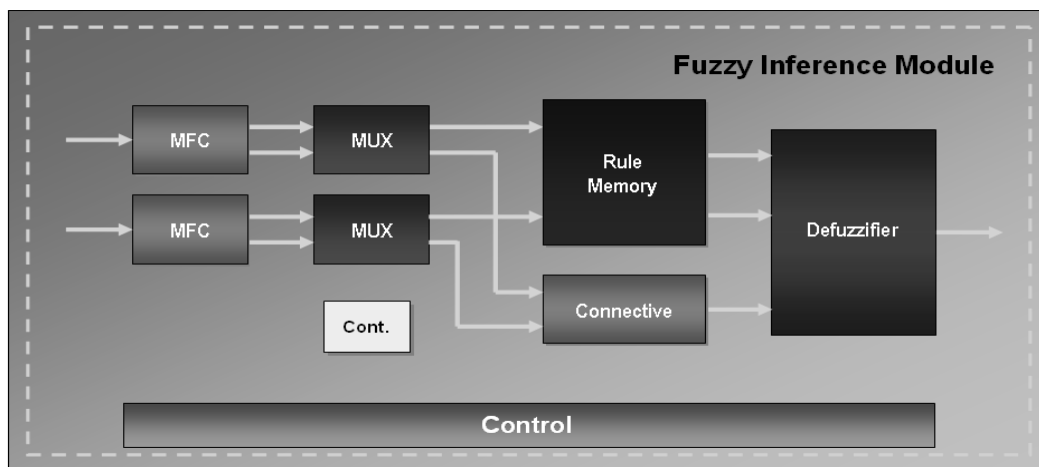 Fuzzy Inference Module
MFC
MUX
Rule
Memory
MFC
MUX
Defuzzifier
Cont.
Connective
Control